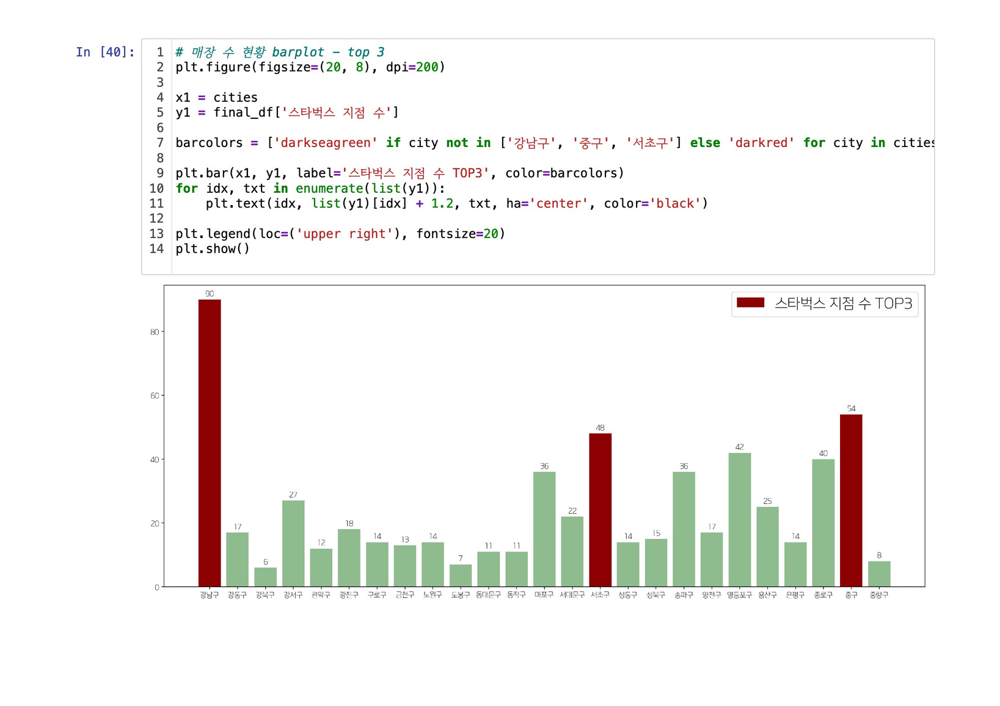 In [40]:
1 # 매장 수 현황 barplot - top 3
2 plt.figure(figsize=(20, 8), dpi=200)
3
4 x1 = cities
5 y1 = final_df['스타벅스 지점 수']
6
7 barcolors = ['darkseagreen' if city not in ['강남구', '중구', '서초구'] else 'darkred' for city in cities
8
9 plt.bar(x1, y1, label='스타벅스 지점 수 TOP3', color=barcolors)
10 for idx, txt in enumerate(list(y1)):
11     plt.text(idx, list(y1)[idx] + 1.2, txt, ha='center', color='black')
12
13 plt.legend(loc=('upper right'), fontsize=20)
14 plt.show()
스타벅스 지점 수 TOP3
80
60
40
20
0
90 17 6 27 12 18 14 13 14 7 11 11 36 22 48 14 15 36 17 42 25 14 40 54 8
강남구 강동구 강북구 강서구 관악구 광진구 구로구 금천구 노원구 도봉구 동대문구 동작구 마포구 서대문구 서초구 성동구 성북구 송파구 양천구 영등포구 용산구 은평구 종로구 중구 중랑구